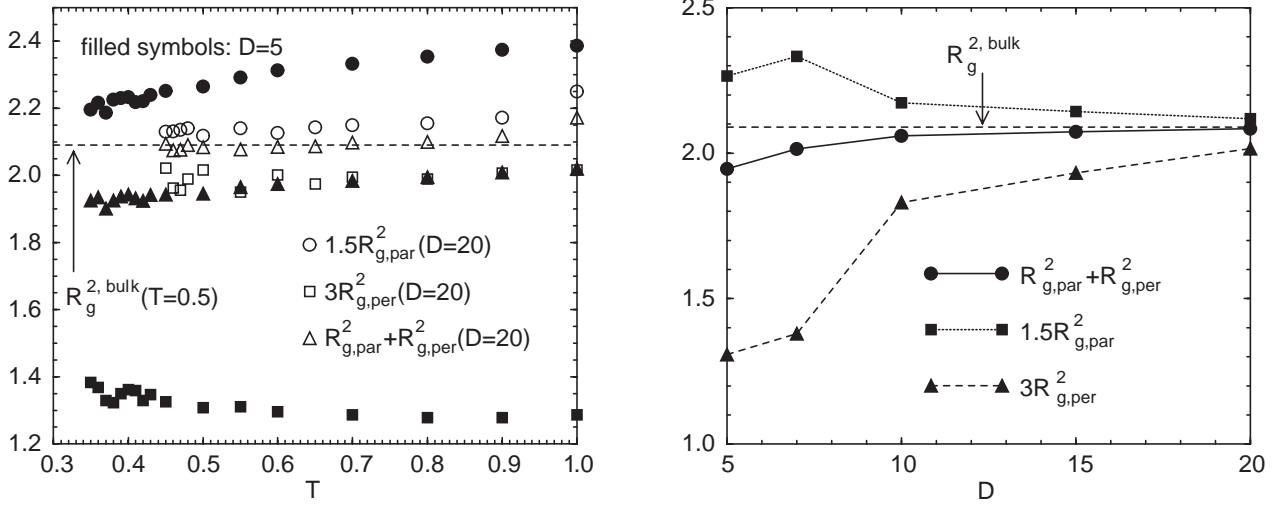 filled symbols: D=5
2.4
2.2
2.0
1.8
1.6
1.4
1.2
R_g^{2, bulk}(T=0.5)
1.5R_{g,par}^2(D=20)
3R_{g,per}^2(D=20)
R_{g,par}^2+R_{g,per}^2(D=20)
0.3 0.4 0.5 0.6 0.7 0.8 0.9 1.0
T
2.5
2.0
1.5
1.0
R_g^{2, bulk}
R_{g,par}^2+R_{g,per}^2
1.5R_{g,par}^2
3R_{g,per}^2
5 10 15 20
D